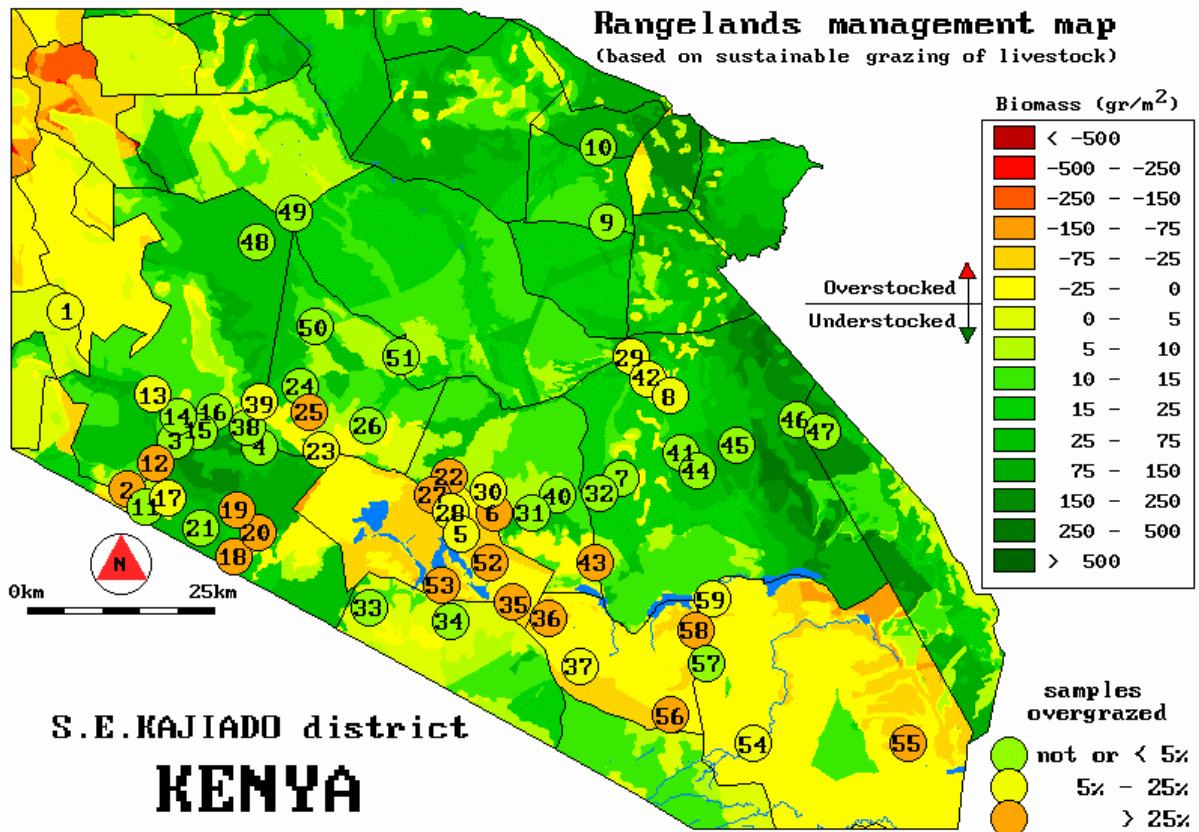 Rangelands management map
(based on sustainable grazing of livestock)
Biomass (gr/m²)
< -500
-500 - -250
-250 - -150
-150 - -75
-75 - -25
-25 - 0
0 - 5
5 - 10
10 - 15
15 - 25
25 - 75
75 - 150
150 - 250
250 - 500
> 500
Overstocked
Understocked
10
49
9
48
1
50
51
29
42
8
24
13
39
25
16
14
38
26
15
3
4
23
46
47
45
41
44
12
22
7
2
27
30
40
32
17
11
19
28
6
31
21
20
5
18
52
43
N
53
0km 25km
33
34
35
36
59
58
37
57
56
54
55
S.E.KAJIADO district
KENYA
samples
overgrazed
not or < 5%
5% - 25%
> 25%